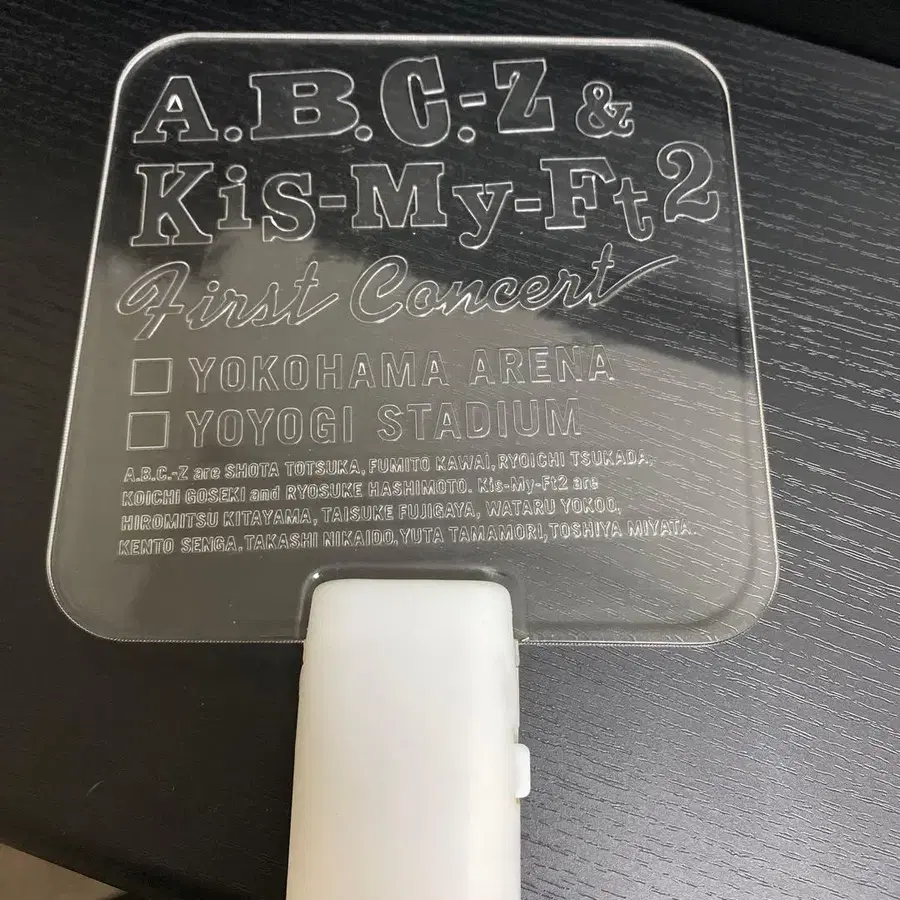 A.B.C.-Z &
Kis-My-Ft2
First Concert
☐ YOKOHAMA ARENA
☐ YOYOGI STADIUM
A.B.C.-Z are SHOTA TOTSUKA, FUMITO KAWAI, RYOICHI TSUKADA,
KOICHI GOSEKI and RYOSUKE HASHIMOTO. Kis-My-Ft2 are
HIROMITSU KITAYAMA, TAISUKE FUJIGAYA, WATARU YOKOO,
KENTO SENGA, TAKASHI NIKAIDO, YUTA TAMAMORI, TOSHIYA MIYATA.